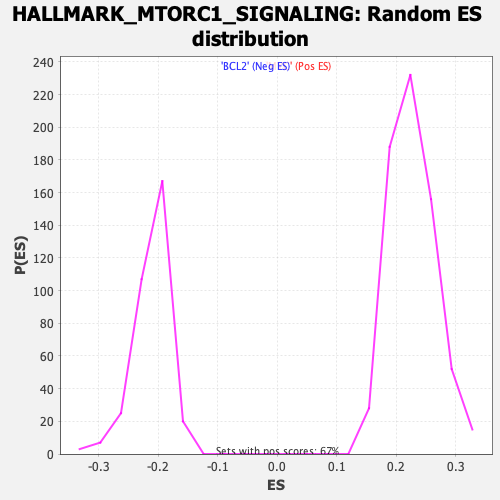 HALLMARK_MTORC1_SIGNALING: Random ES
distribution
'BCL2' (Neg ES)' (Pos ES)
240
220
200
180
160
140
120
100
80
60
40
20
0
P(ES)
Sets with pos scores: 67%
-0.3 -0.2 -0.1 0.0 0.1 0.2 0.3
ES